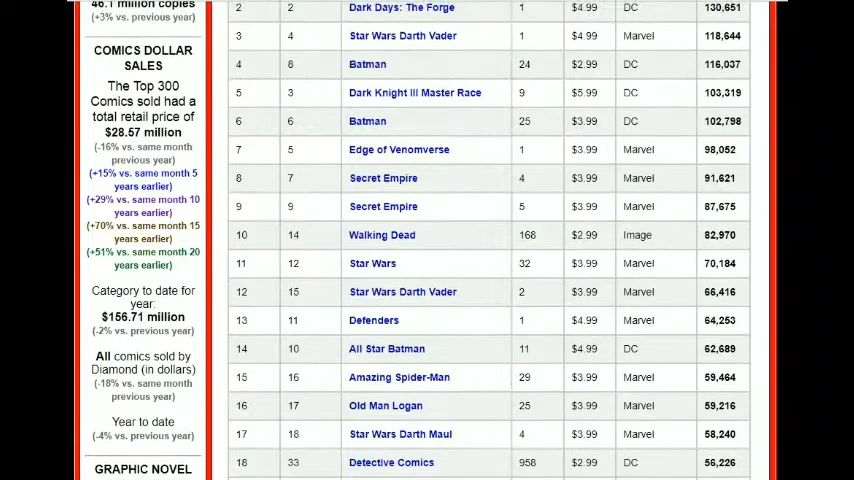 46.1 million copies
(+3% vs. previous year)
COMICS DOLLAR
SALES
The Top 300
Comics sold had a
total retail price of
$28.57 million
(-16% vs. same month
previous year)
(+15% vs. same month 5
years earlier)
(+29% vs. same month 10
years earlier)
(+70% vs. same month 15
years earlier)
(+51% vs. same month 20
years earlier)
Category to date for
year:
$156.71 million
(-2% vs. previous year)
All comics sold by
Diamond (in dollars)
(-18% vs. same month
previous year)
Year to date
(-4% vs. previous year)
GRAPHIC NOVEL
2 2 Dark Days: The Forge 1 $4.99 DC 130,651
3 4 Star Wars Darth Vader 1 $4.99 Marvel 118,644
4 8 Batman 24 $2.99 DC 116,037
5 3 Dark Knight III Master Race 9 $5.99 DC 103,319
6 6 Batman 25 $3.99 DC 102,798
7 5 Edge of Venomverse 1 $3.99 Marvel 98,052
8 7 Secret Empire 4 $3.99 Marvel 91,621
9 9 Secret Empire 5 $3.99 Marvel 87,675
10 14 Walking Dead 168 $2.99 Image 82,970
11 12 Star Wars 32 $3.99 Marvel 70,184
12 15 Star Wars Darth Vader 2 $3.99 Marvel 66,416
13 11 Defenders 1 $4.99 Marvel 64,253
14 10 All Star Batman 11 $4.99 DC 62,689
15 16 Amazing Spider-Man 29 $3.99 Marvel 59,464
16 17 Old Man Logan 25 $3.99 Marvel 59,216
17 18 Star Wars Darth Maul 4 $3.99 Marvel 58,240
18 33 Detective Comics 958 $2.99 DC 56,226